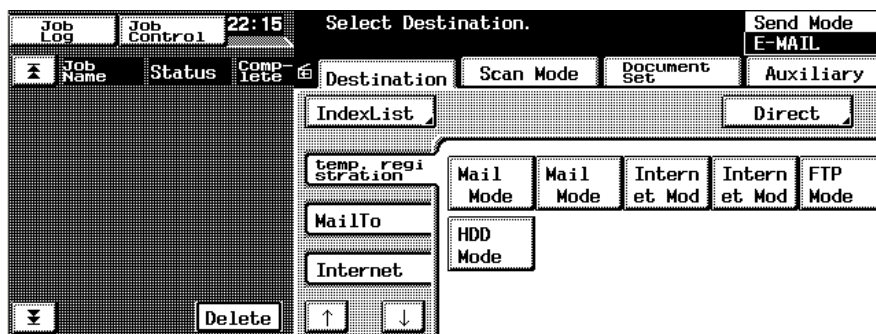 Job
Log
Job
Control
22:15
Select Destination.
Send Mode
E-MAIL
Job
Name
Status
Comp-
lete
Destination
Scan Mode
Document
Set
Auxiliary
IndexList
Direct
temp. regi
stration
Mail
Mode
Mail
Mode
Intern
et Mod
Intern
et Mod
FTP
Mode
MailTo
HDD
Mode
Internet
Delete
↑
↓